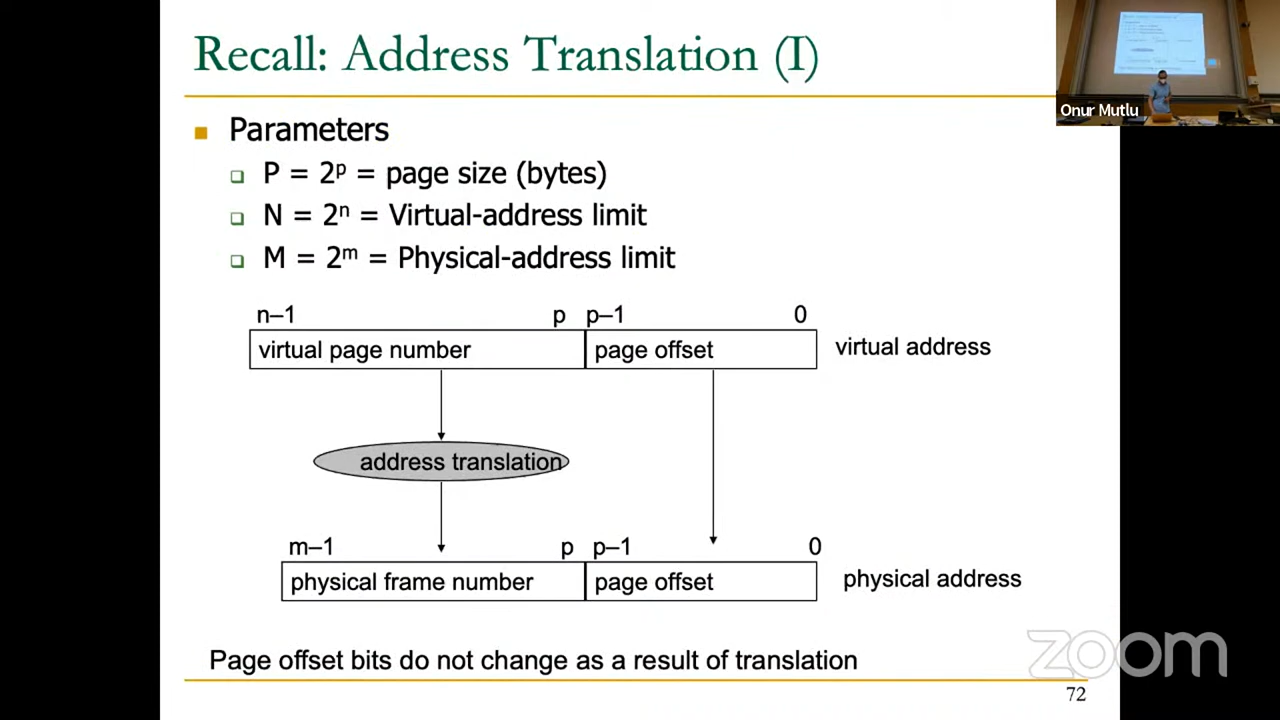 Recall: Address Translation (I)
Onur Mutlu
Parameters
P = 2ᵖ = page size (bytes)
N = 2ⁿ = Virtual-address limit
M = 2ᵐ = Physical-address limit
n–1 p p–1 0
virtual page number page offset virtual address
address translation
m–1 p p–1 0
physical frame number page offset physical address
Page offset bits do not change as a result of translation
zoom
72